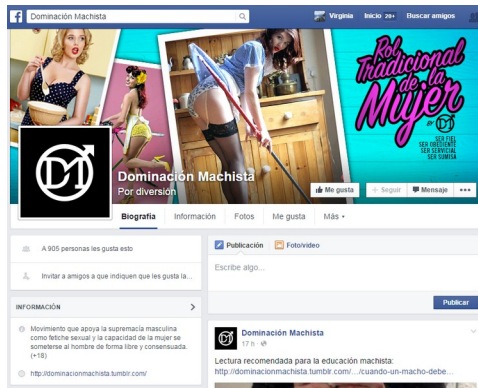 Dominación Machista
Virginia
Inicio 20+
Buscar amigos
Rol
Tradicional
de la
Mujer
BY DM
SER FIEL
SER OBEDIENTE
SER SERVICIAL
SER SUMISA
DM
Dominación Machista
Por diversión
Me gusta
+ Seguir
Mensaje
•••
Biografía
Información
Fotos
Me gusta
Más
A 905 personas les gusta esto
Invitar a amigos a que indiquen que les gusta la...
INFORMACIÓN
Movimiento que apoya la supremacía masculina
como fetiche sexual y la capacidad de la mujer se
someterse al hombre de forma libre y consensuada.
(+18)
http://dominacionmachista.tumblr.com/
Publicación
Foto/video
Escribe algo...
Publicar
Dominación Machista
17 h
Lectura recomendada para la educación machista:
http://dominacionmachista.tumblr.com/.../cuando-un-macho-debe...